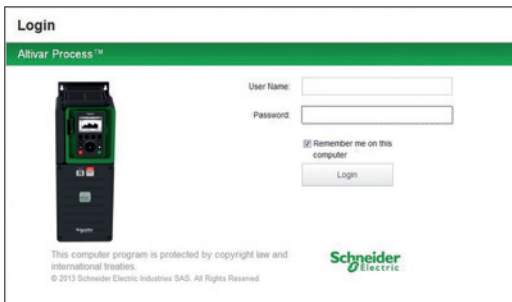 Login
Altivar Process™
User Name:
Password:
Remember me on this
computer
Login
This computer program is protected by copyright law and
international treaties.
© 2013 Schneider Electric Industries SAS. All Rights Reserved.
Schneider
Electric